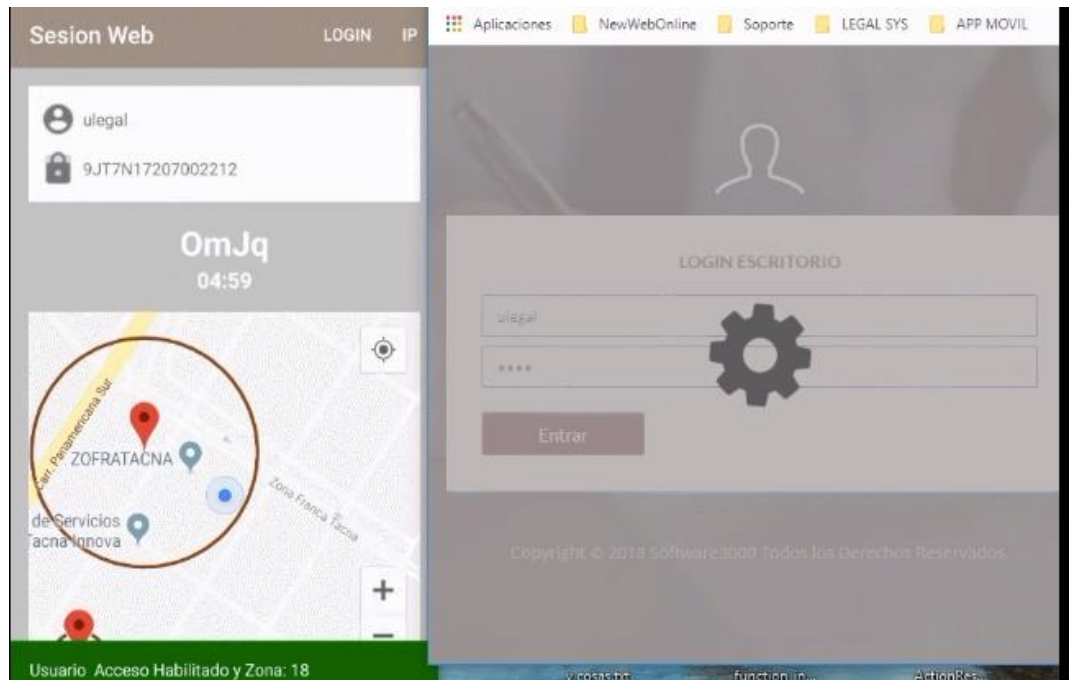 Sesion Web
LOGIN IP
ulegal
9JT7N17207002212
OmJq
04:59
Carr. Panamericana Sur
ZOFRATACNA
Zona Franca Tacna
de Servicios
Tacna Innova
Usuario Acceso Habilitado y Zona: 18
Aplicaciones NewWebOnline Soporte LEGAL SYS APP MOVIL
LOGIN ESCRITORIO
ulegal
••••
Entrar
Copyright © 2018 Software3000 Todos los Derechos Reservados.
y cosas.txt function_in... ActionRes...